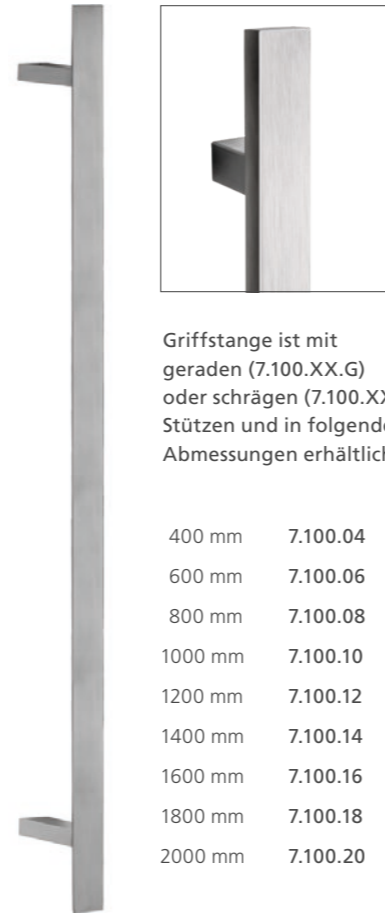 Griffstange ist mit
geraden (7.100.XX.G)
oder schrägen (7.100.XX
Stützen und in folgende
Abmessungen erhältlich
400 mm 7.100.04
600 mm 7.100.06
800 mm 7.100.08
1000 mm 7.100.10
1200 mm 7.100.12
1400 mm 7.100.14
1600 mm 7.100.16
1800 mm 7.100.18
2000 mm 7.100.20